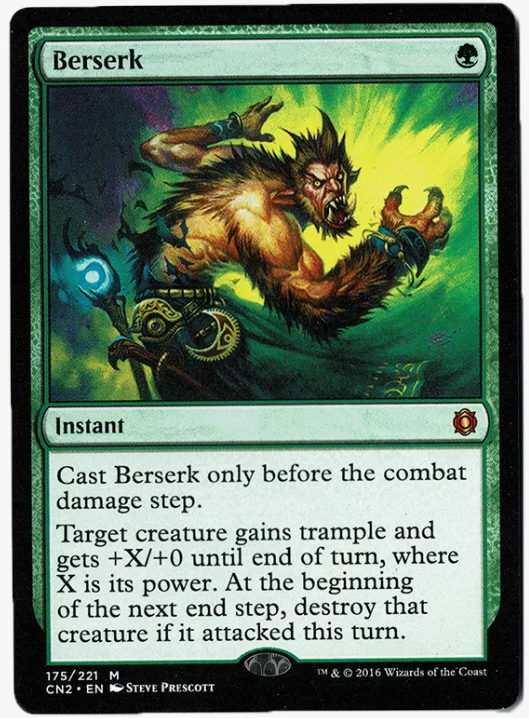 Berserk
Instant
Cast Berserk only before the combat
damage step.
Target creature gains trample and
gets +X/+0 until end of turn, where
X is its power. At the beginning
of the next end step, destroy that
creature if it attacked this turn.
175/221 M
CN2 • EN Steve Prescott
™ & © 2016 Wizards of the Coast